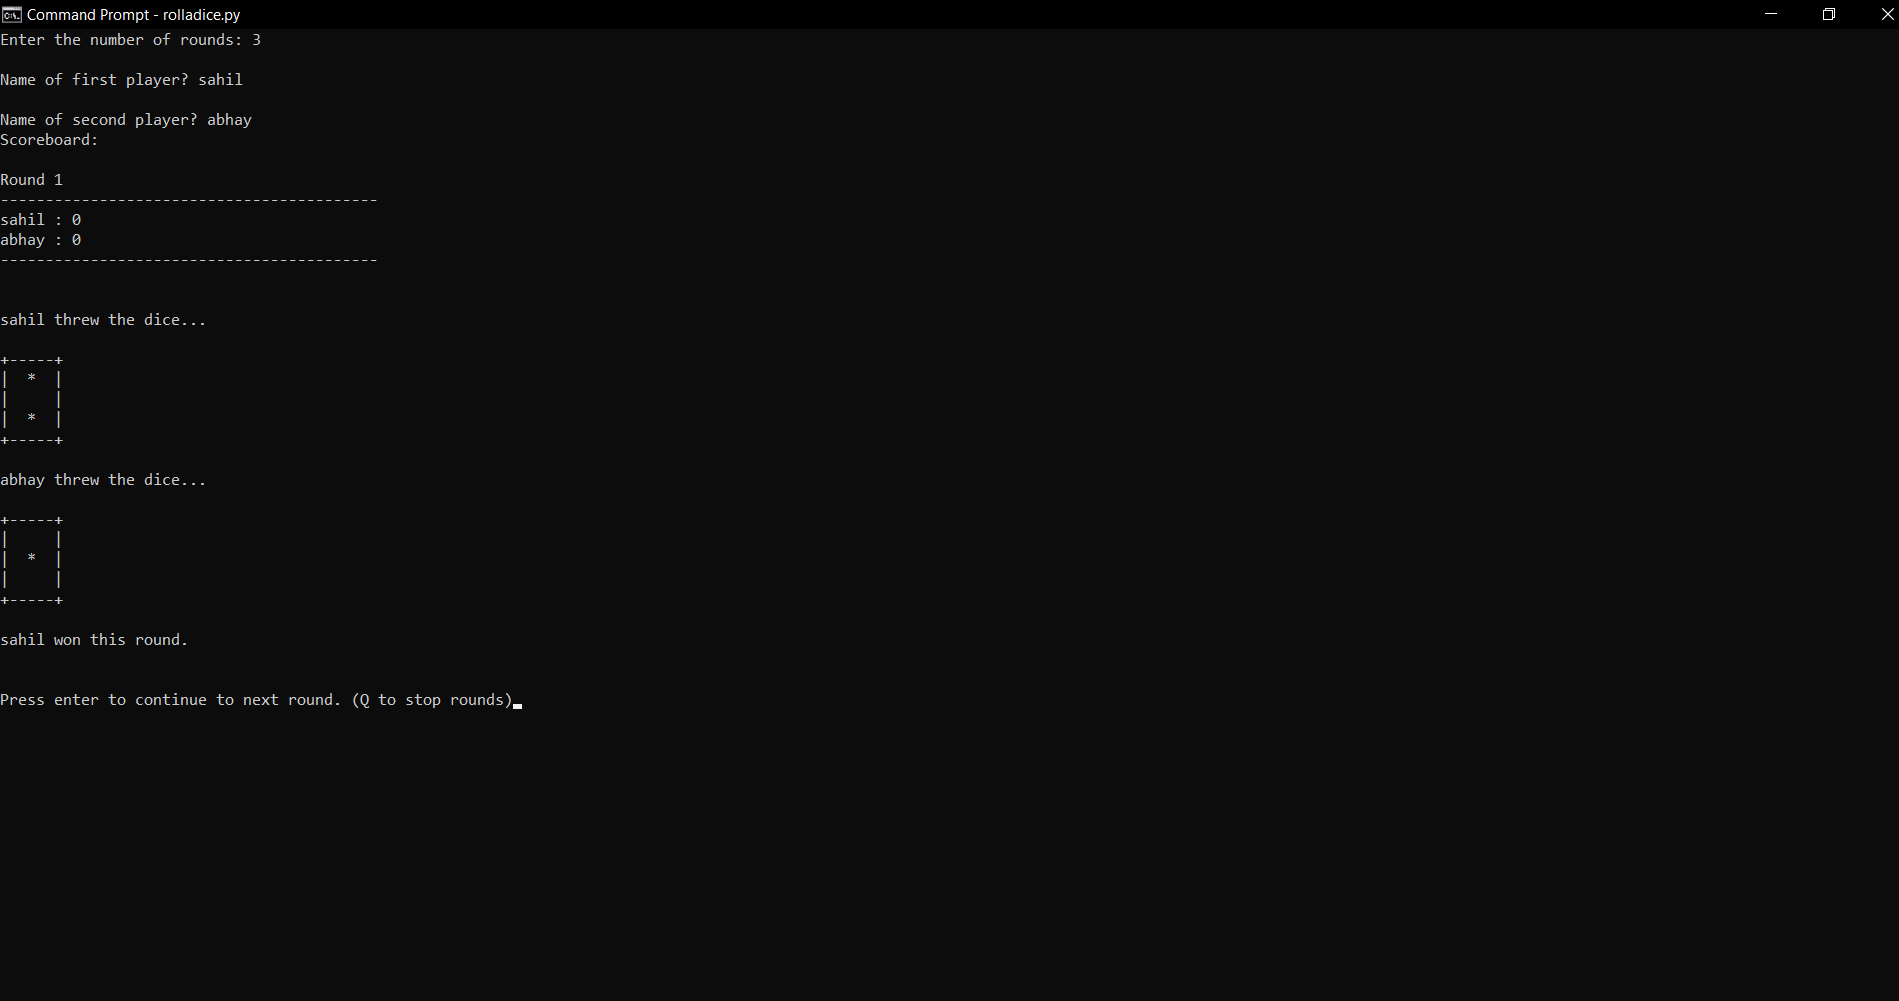 Command Prompt - rolladice.py
Enter the number of rounds: 3
Name of first player? sahil
Name of second player? abhay
Scoreboard:
Round 1
------------------------------------------
sahil : 0
abhay : 0
------------------------------------------
sahil threw the dice...
+-----+
|  *  |
|     |
|  *  |
+-----+
abhay threw the dice...
+-----+
|     |
|  *  |
|     |
+-----+
sahil won this round.
Press enter to continue to next round. (Q to stop rounds)